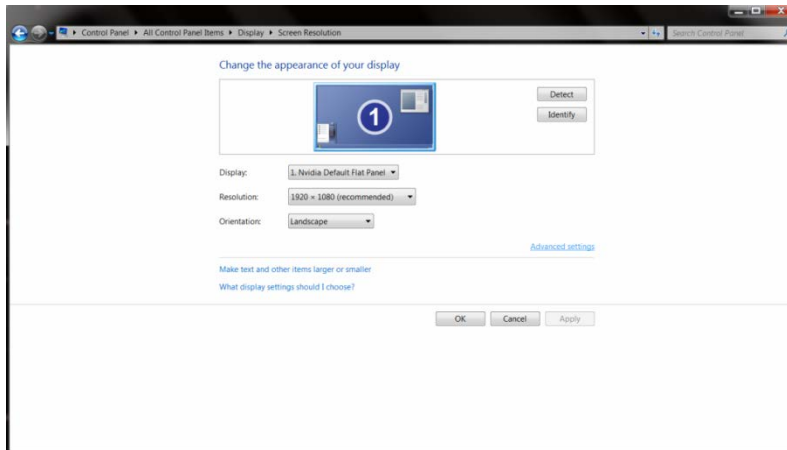 Control Panel ▸ All Control Panel Items ▸ Display ▸ Screen Resolution
Search Control Panel
Change the appearance of your display
1
Detect
Identify
Display: 1. Nvidia Default Flat Panel
Resolution: 1920 × 1080 (recommended)
Orientation: Landscape
Advanced settings
Make text and other items larger or smaller
What display settings should I choose?
OK Cancel Apply